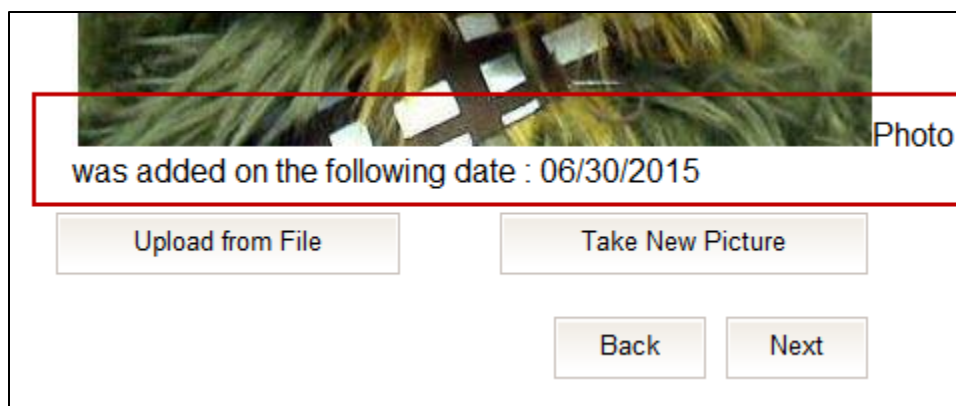 Photo
was added on the following date : 06/30/2015
Upload from File
Take New Picture
Back
Next